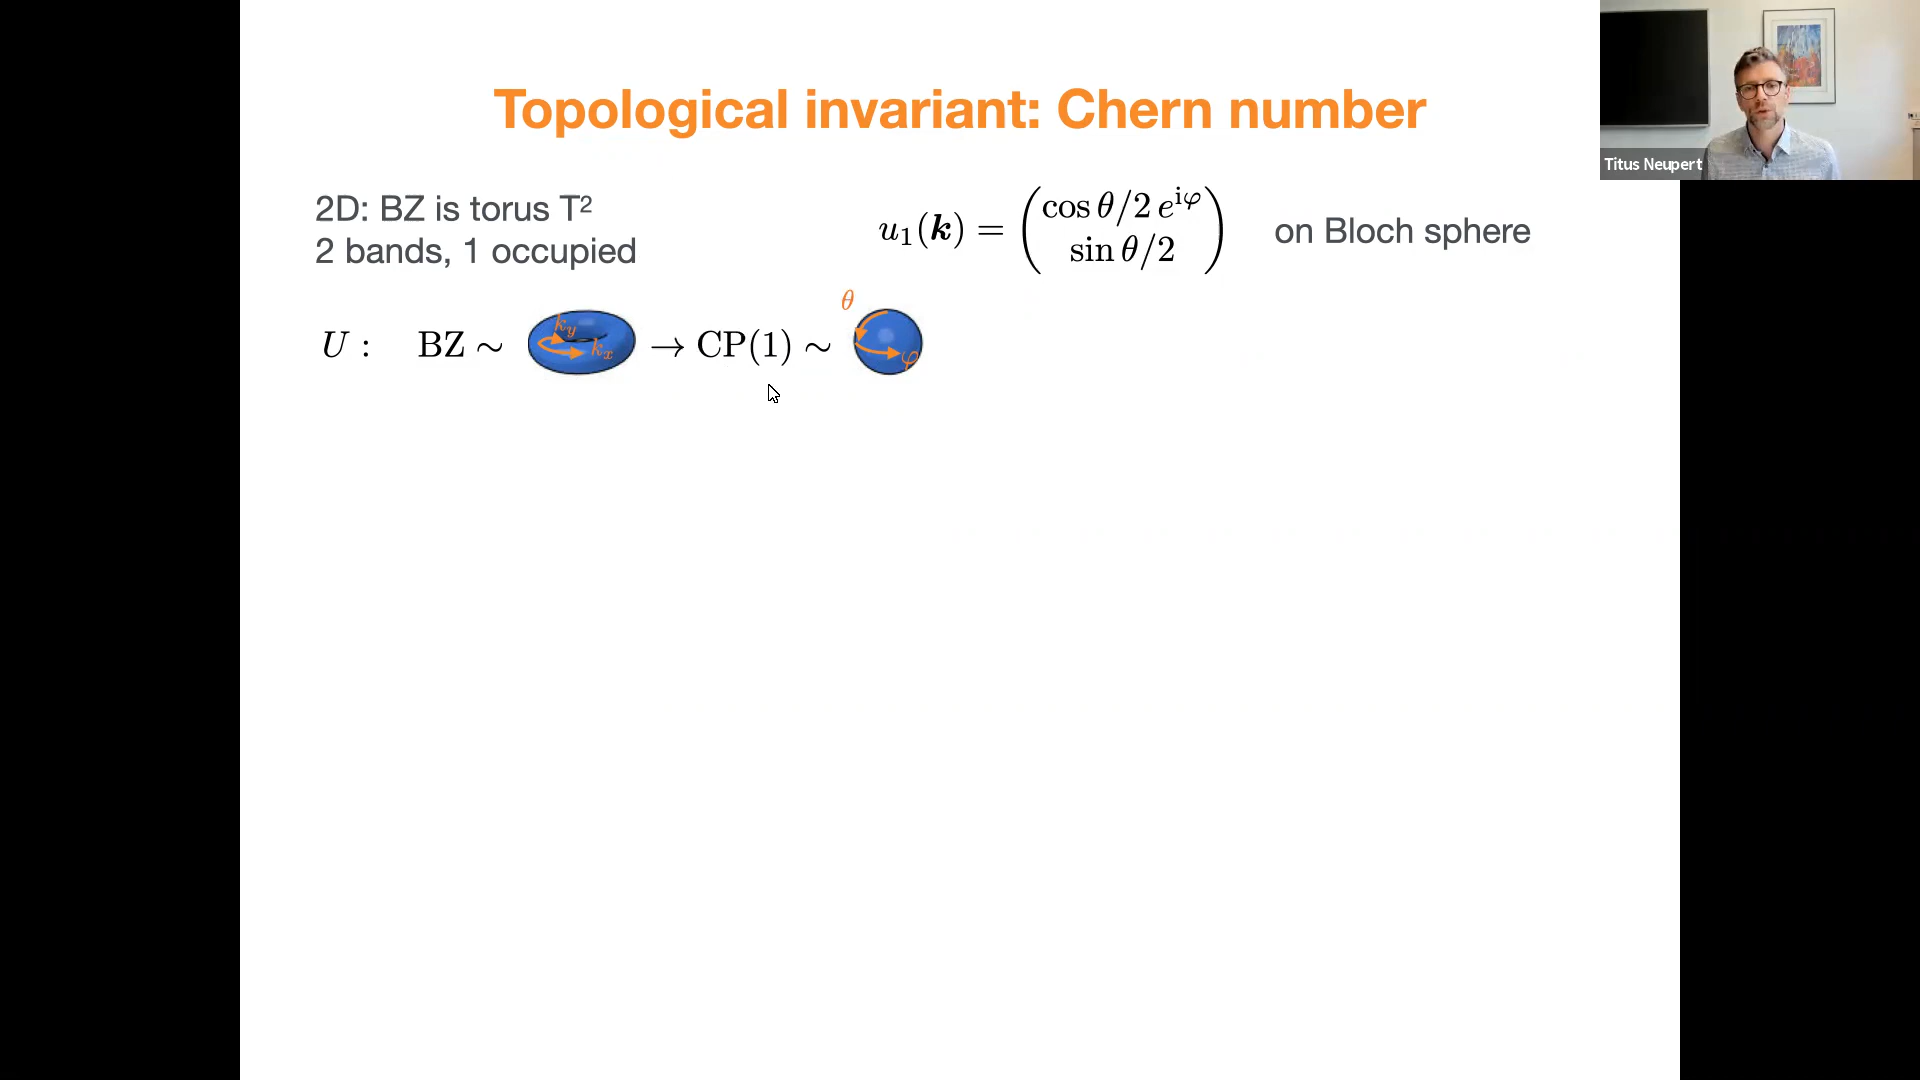 Topological invariant: Chern number
Titus Neupert
2D: BZ is torus T²
2 bands, 1 occupied
u₁(k) = (cos θ/2 e^{iφ}
sin θ/2)
on Bloch sphere
U : BZ ∼ k_y k_x → CP(1) ∼ θ φ